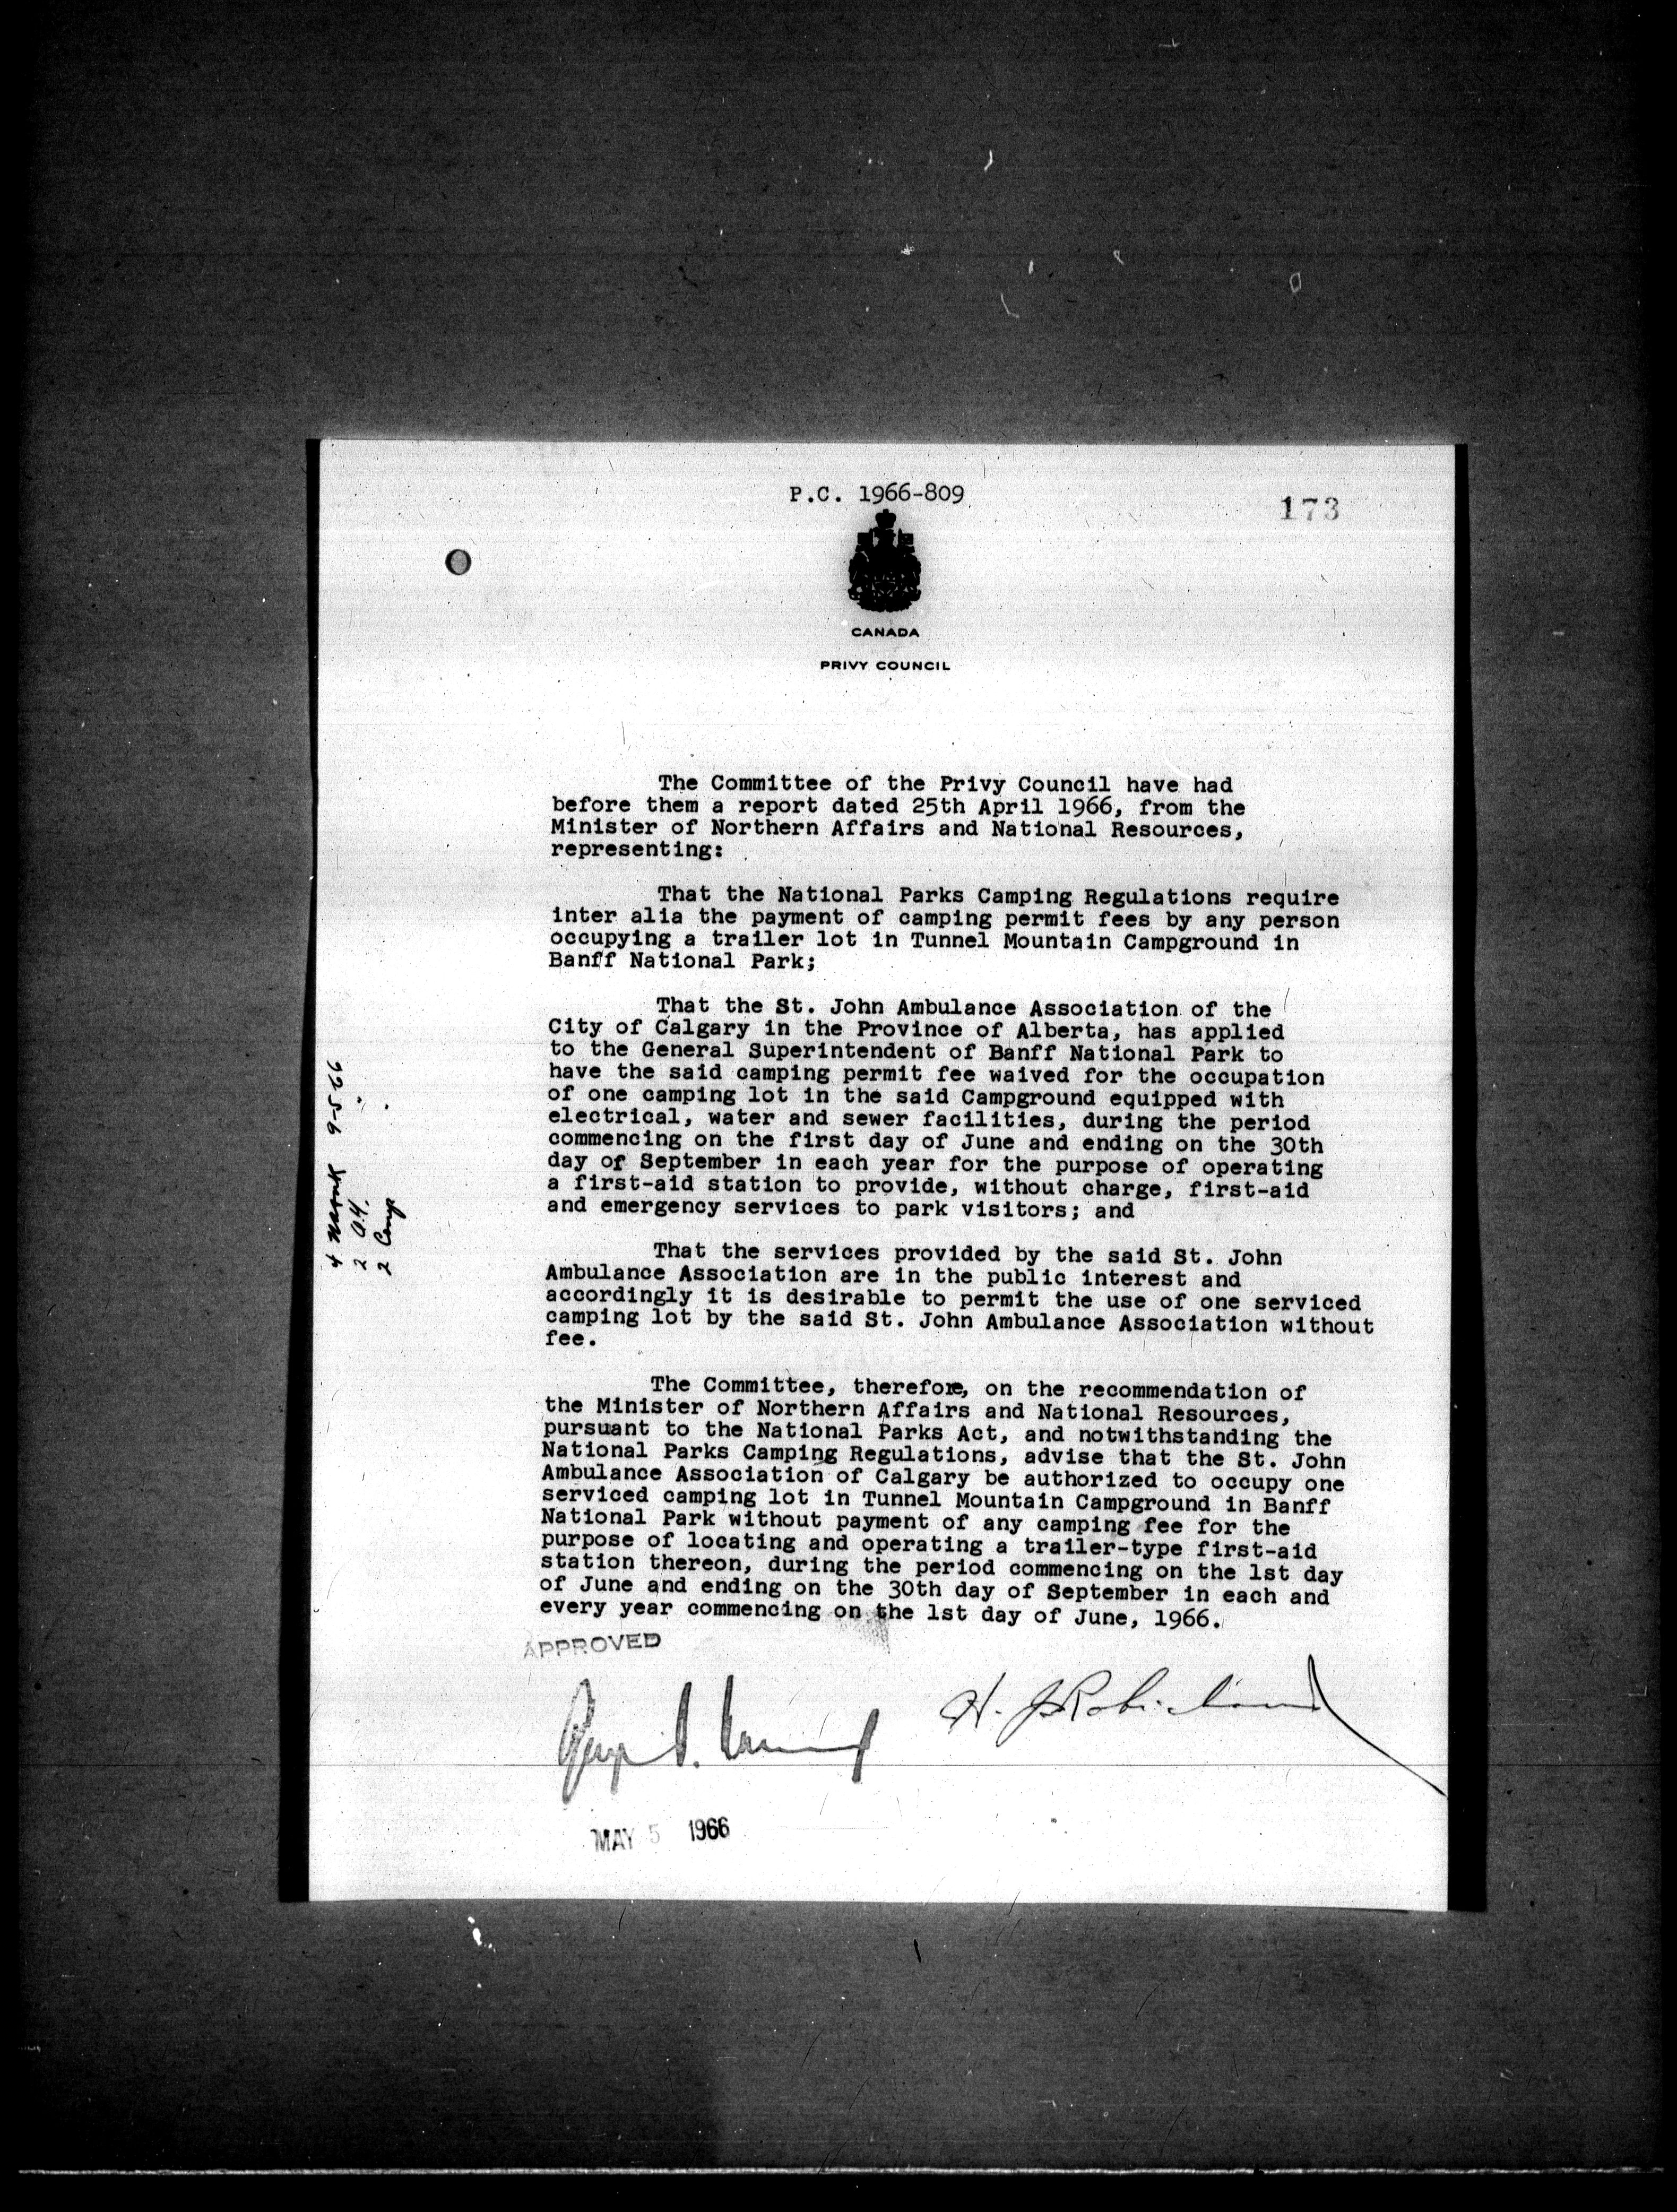 P.C. 1966-809
173
CANADA
PRIVY COUNCIL
The Committee of the Privy Council have had
before them a report dated 25th April 1966, from the
Minister of Northern Affairs and National Resources,
representing:
That the National Parks Camping Regulations require
inter alia the payment of camping permit fees by any person
occupying a trailer lot in Tunnel Mountain Campground in
Banff National Park;
That the St. John Ambulance Association of the
City of Calgary in the Province of Alberta, has applied
to the General Superintendent of Banff National Park to
have the said camping permit fee waived for the occupation
of one camping lot in the said Campground equipped with
electrical, water and sewer facilities, during the period
commencing on the first day of June and ending on the 30th
day of September in each year for the purpose of operating
a first-aid station to provide, without charge, first-aid
and emergency services to park visitors; and
That the services provided by the said St. John
Ambulance Association are in the public interest and
accordingly it is desirable to permit the use of one serviced
camping lot by the said St. John Ambulance Association without
fee.
The Committee, therefore, on the recommendation of
the Minister of Northern Affairs and National Resources,
pursuant to the National Parks Act, and notwithstanding the
National Parks Camping Regulations, advise that the St. John
Ambulance Association of Calgary be authorized to occupy one
serviced camping lot in Tunnel Mountain Campground in Banff
National Park without payment of any camping fee for the
purpose of locating and operating a trailer-type first-aid
station thereon, during the period commencing on the 1st day
of June and ending on the 30th day of September in each and
every year commencing on the 1st day of June, 1966.
APPROVED
H. J. Robichaud
MAY 5 1966